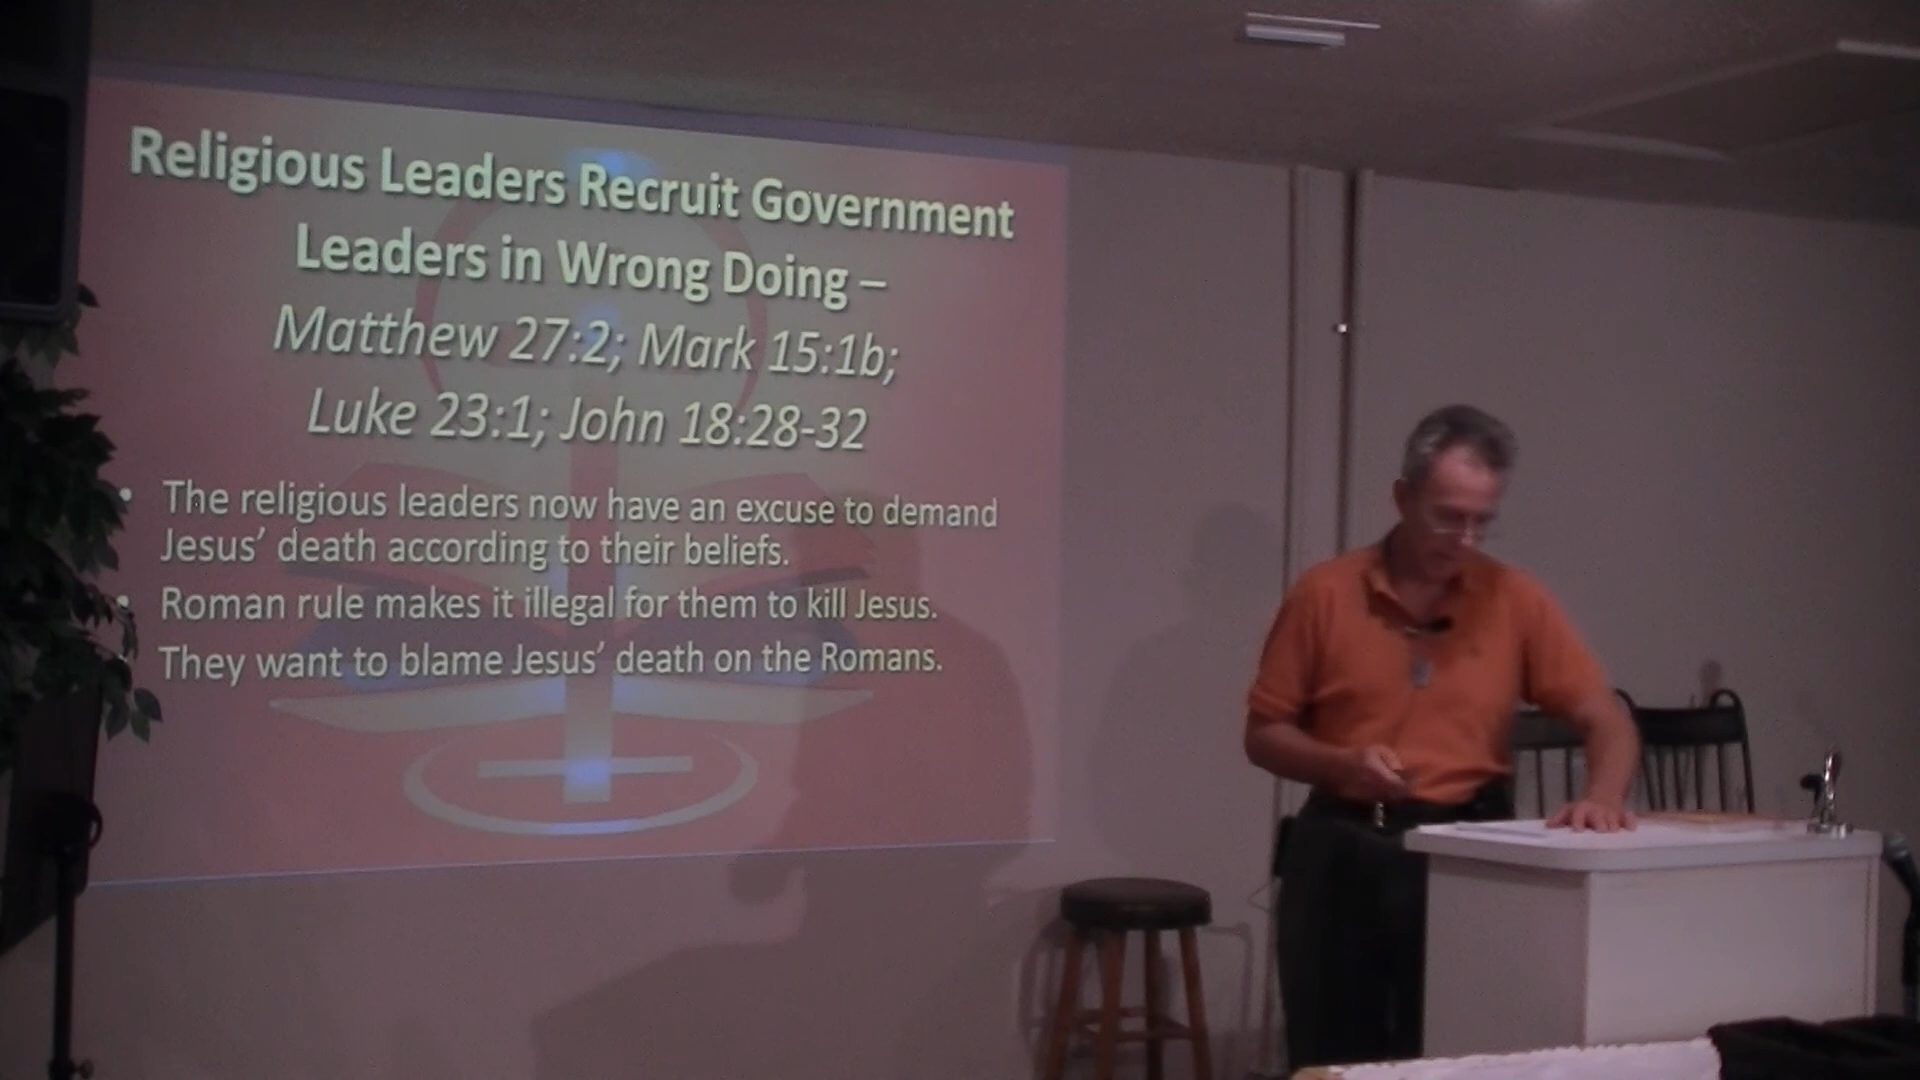 Religious Leaders Recruit Government
Leaders in Wrong Doing –
Matthew 27:2; Mark 15:1b;
Luke 23:1; John 18:28-32
• The religious leaders now have an excuse to demand
Jesus’ death according to their beliefs.
• Roman rule makes it illegal for them to kill Jesus.
They want to blame Jesus’ death on the Romans.